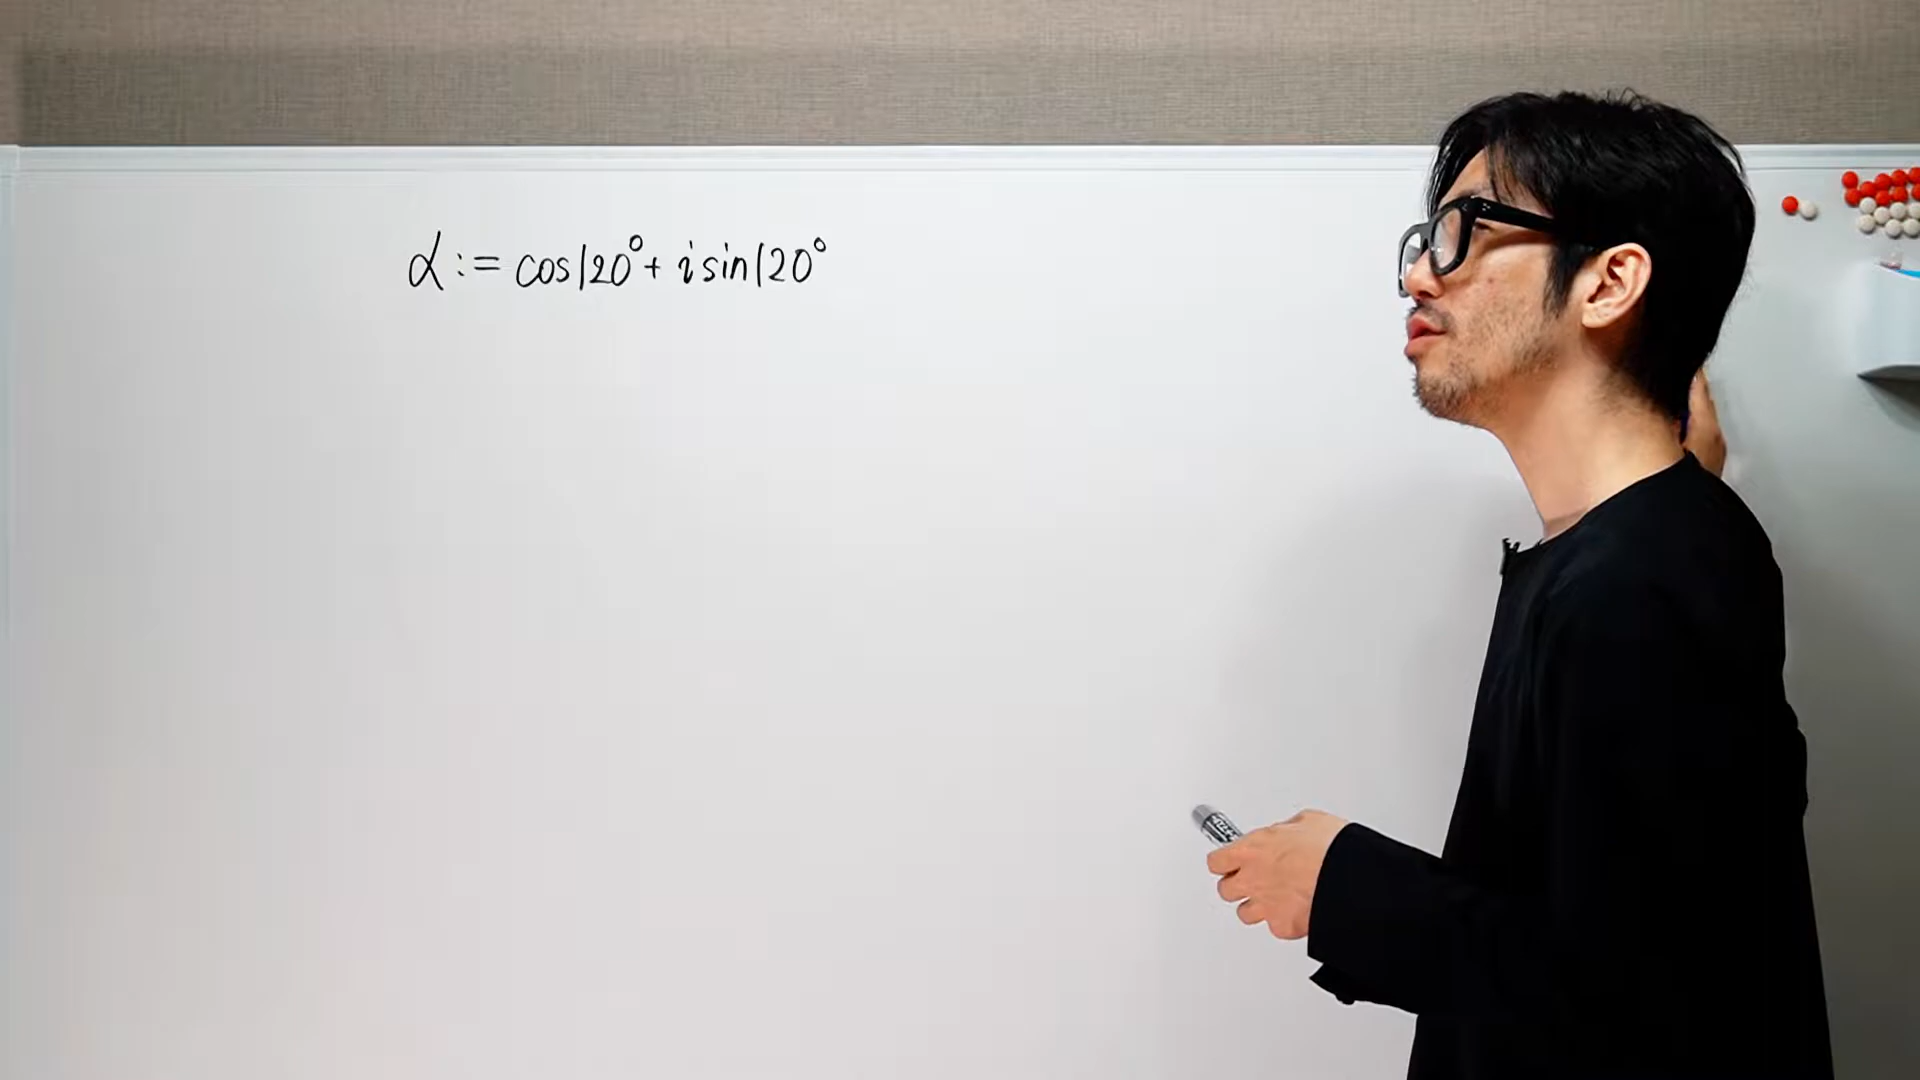 α := cos120° + i sin120°